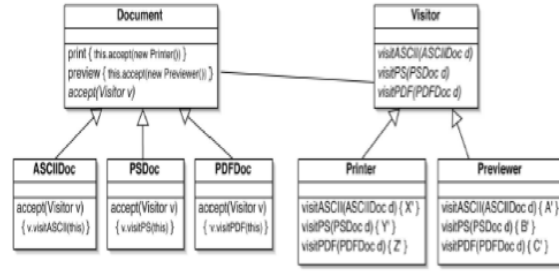 Document
print { this.accept(new Printer()) }
preview { this.accept(new Previewer()) }
accept(Visitor v)
Visitor
visitASCII(ASCIIDoc d)
visitPS(PSDoc d)
visitPDF(PDFDoc d)
ASCIIDoc
accept(Visitor v)
{ v.visitASCII(this) }
PSDoc
accept(Visitor v)
{ v.visitPS(this) }
PDFDoc
accept(Visitor v)
{ v.visitPDF(this) }
Printer
visitASCII(ASCIIDoc d) { X' }
visitPS(PSDoc d) { Y' }
visitPDF(PDFDoc d) { Z' }
Previewer
visitASCII(ASCIIDoc d) { A' }
visitPS(PSDoc d) { B' }
visitPDF(PDFDoc d) { C' }